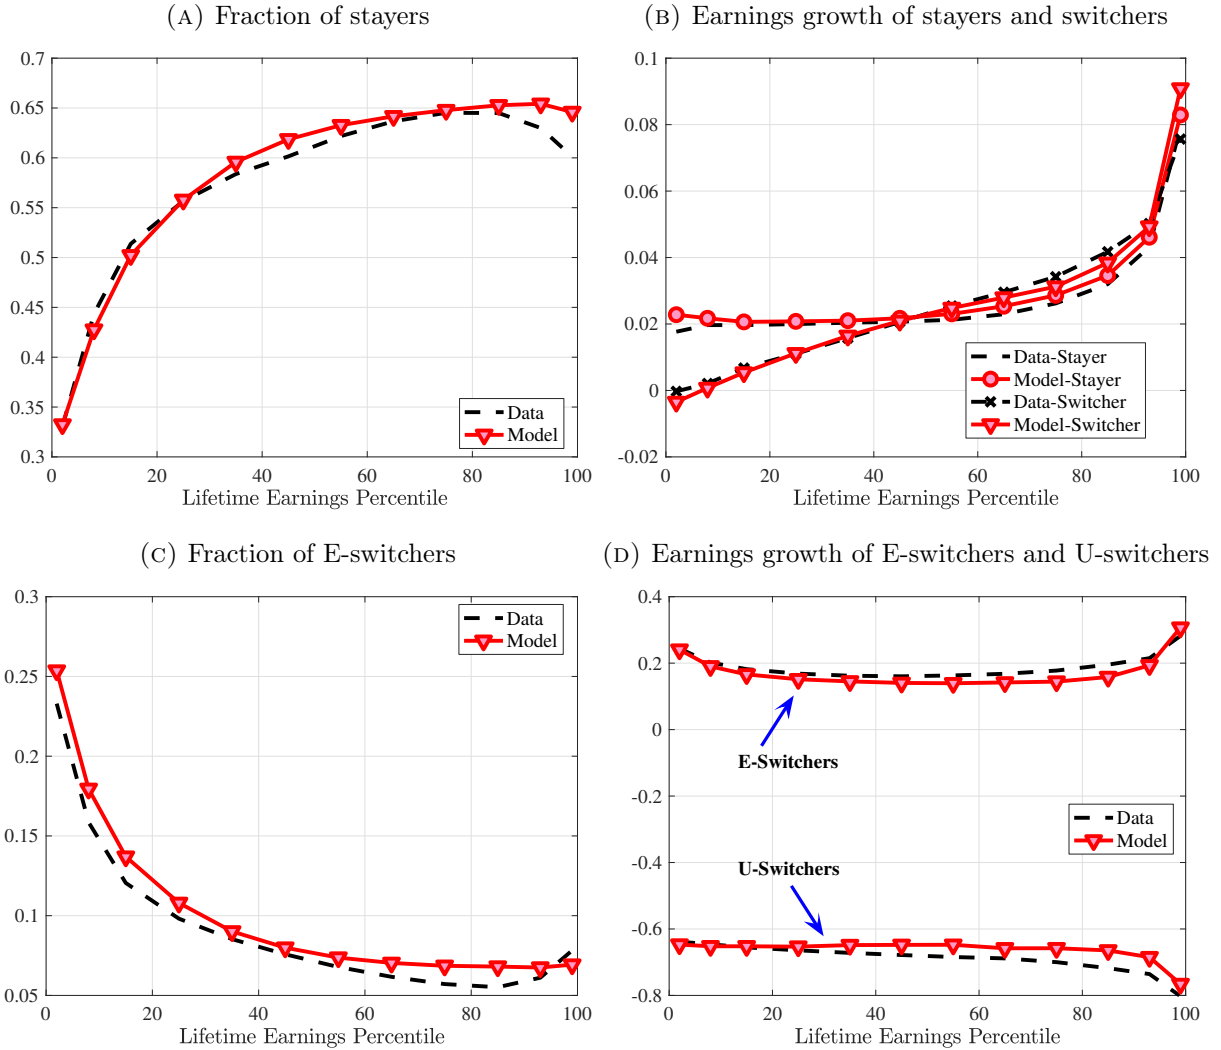 (A) Fraction of stayers
0.7
0.65
0.6
0.55
0.5
0.45
0.4
0.35
0.3
0 20 40 60 80 100
Lifetime Earnings Percentile
Data
Model
(B) Earnings growth of stayers and switchers
0.1
0.08
0.06
0.04
0.02
0
-0.02
0 20 40 60 80 100
Lifetime Earnings Percentile
Data-Stayer
Model-Stayer
Data-Switcher
Model-Switcher
(C) Fraction of E-switchers
0.3
0.25
0.2
0.15
0.1
0.05
0 20 40 60 80 100
Lifetime Earnings Percentile
Data
Model
(D) Earnings growth of E-switchers and U-switchers
0.4
0.2
0
-0.2
-0.4
-0.6
-0.8
0 20 40 60 80 100
Lifetime Earnings Percentile
E-Switchers
U-Switchers
Data
Model